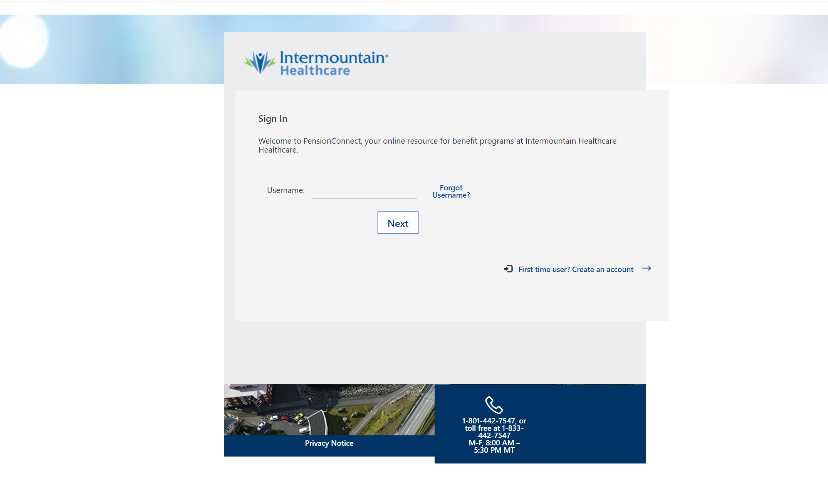 Intermountain®
Healthcare
Sign In
Welcome to PensionConnect, your online resource for benefit programs at Intermountain Healthcare
Healthcare.
Username:
Forgot
Username?
Next
First time user? Create an account
Privacy Notice
1-801-442-7547, or
toll free at 1-833-
442-7547
M-F, 8:00 AM –
5:30 PM MT